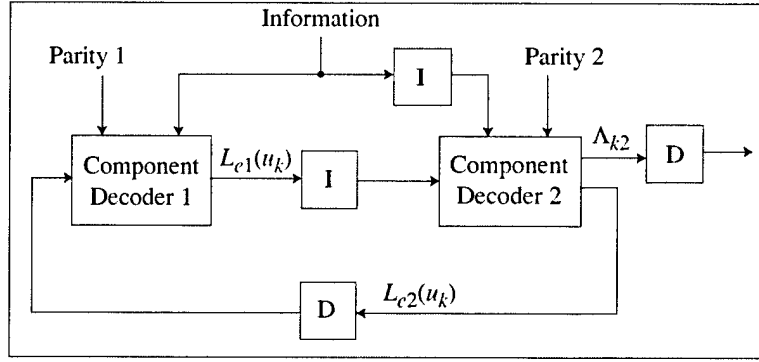 Information
Parity 1
I
Parity 2
Component
Decoder 1
L_{e1}(u_k)
I
Component
Decoder 2
Λ_{k2}
D
D
L_{e2}(u_k)